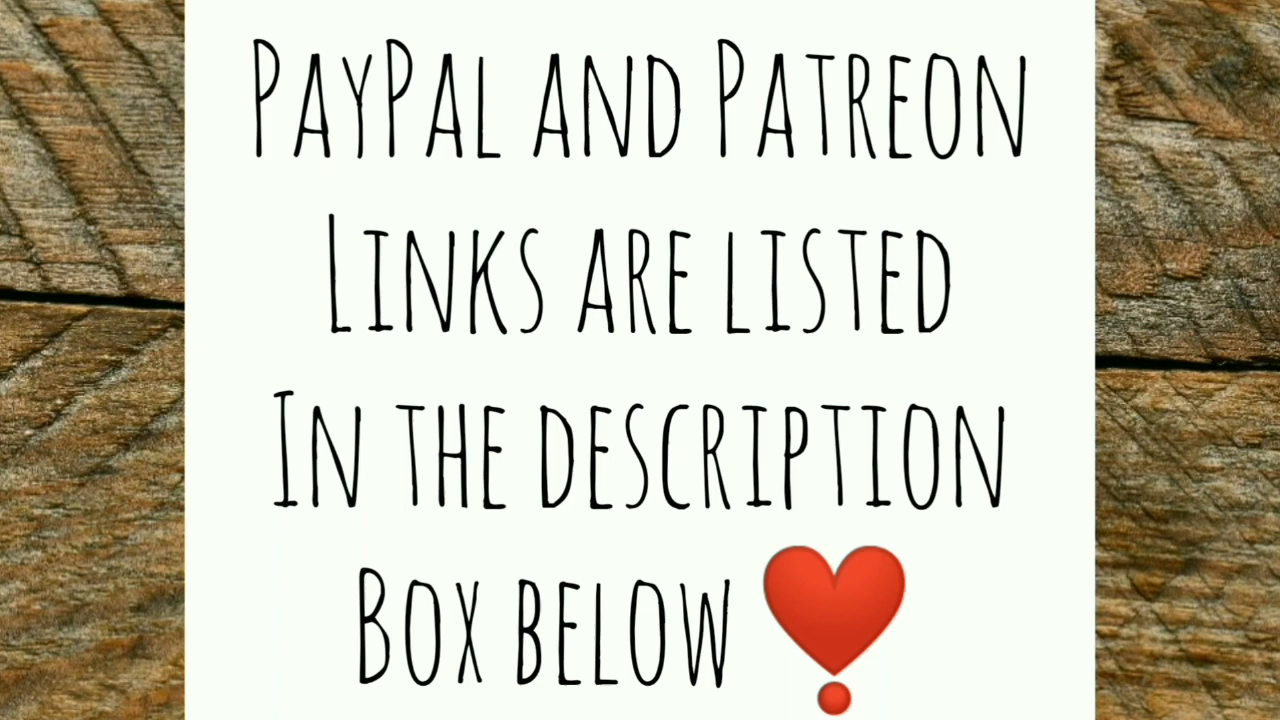 PayPal and Patreon
Links are listed
In the description
Box below ❣️